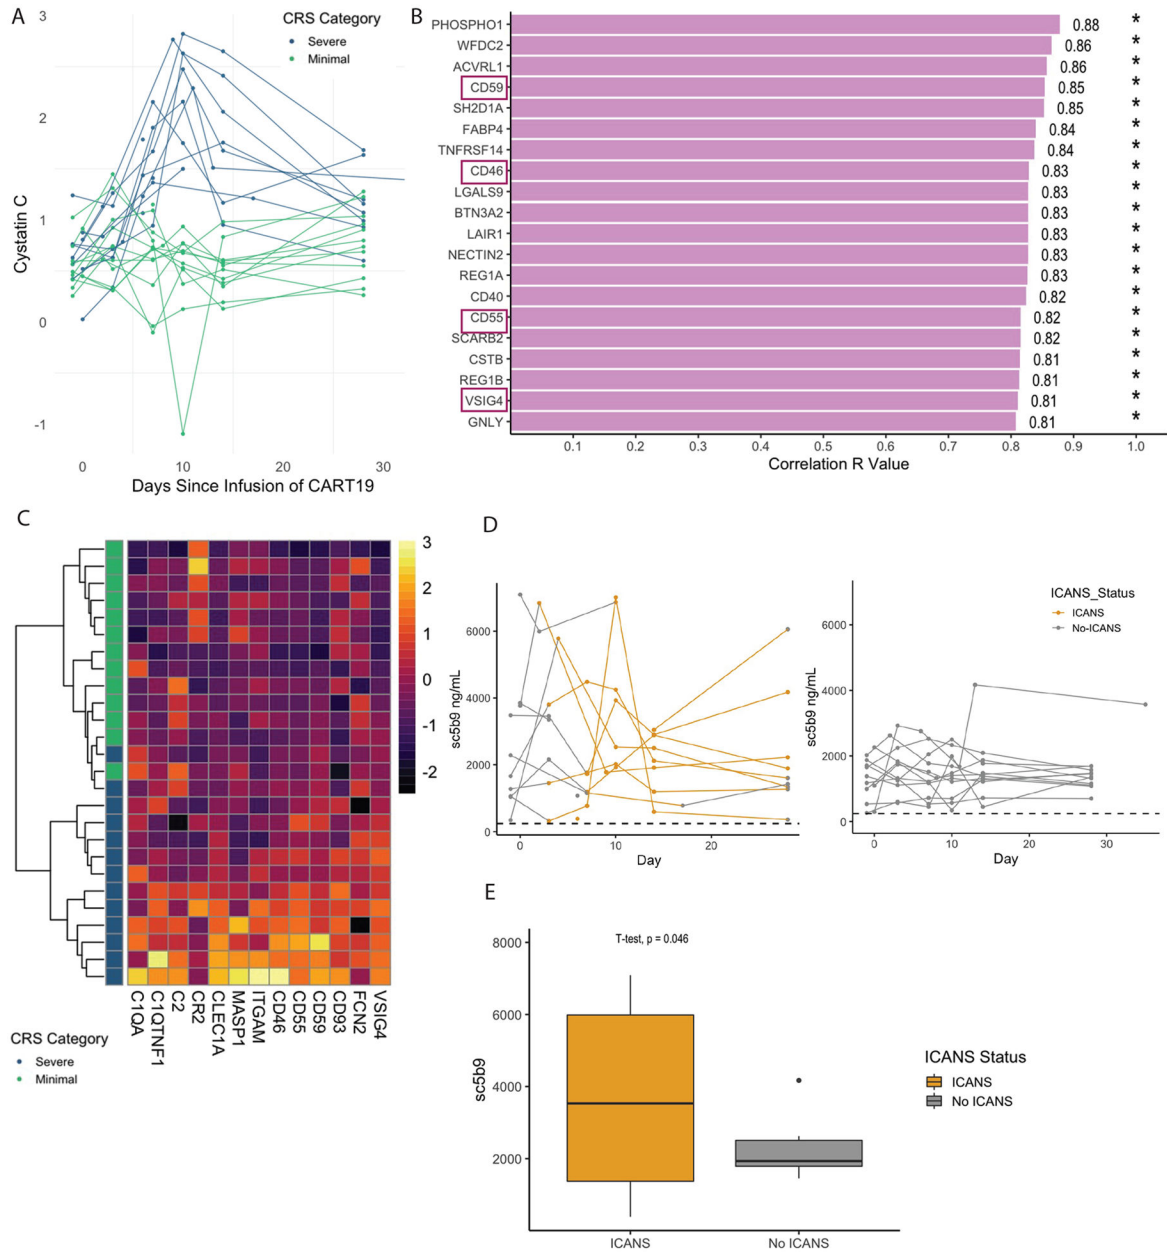 A
CRS Category
Severe
Minimal
3
2
1
0
-1
Cystatin C
0
10
20
30
Days Since Infusion of CART19
B
PHOSPHO1 0.88 *
WFDC2 0.86 *
ACVRL1 0.86 *
CD59 0.85 *
SH2D1A 0.85 *
FABP4 0.84 *
TNFRSF14 0.84 *
CD46 0.83 *
LGALS9 0.83 *
BTN3A2 0.83 *
LAIR1 0.83 *
NECTIN2 0.83 *
REG1A 0.83 *
CD40 0.82 *
CD55 0.82 *
SCARB2 0.82 *
CSTB 0.81 *
REG1B 0.81 *
VSIG4 0.81 *
GNLY 0.81 *
0.1 0.2 0.3 0.4 0.5 0.6 0.7 0.8 0.9 1.0
Correlation R Value
C
3
2
1
0
-1
-2
C1QA
C1QTNF1
C2
CR2
CLEC1A
MASP1
ITGAM
CD46
CD55
CD59
CD93
FCN2
VSIG4
CRS Category
Severe
Minimal
D
sc5b9 ng/mL
6000
4000
2000
0
0 10 20
Day
sc5b9 ng/mL
6000
4000
2000
0
0 10 20 30
Day
ICANS_Status
ICANS
No-ICANS
E
T-test, p = 0.046
sc5b9
8000
6000
4000
2000
ICANS
No ICANS
ICANS Status
ICANS
No ICANS